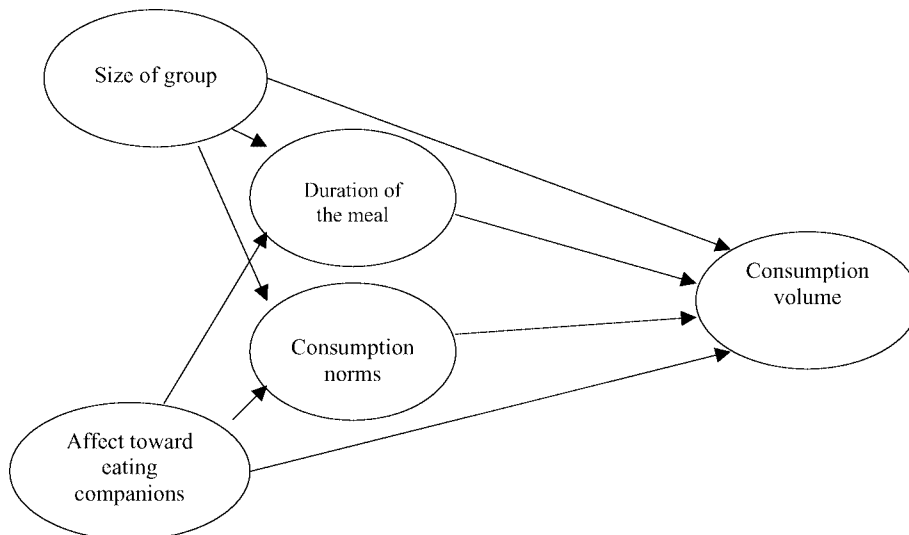 Size of group
Duration of
the meal
Consumption
volume
Consumption
norms
Affect toward
eating
companions